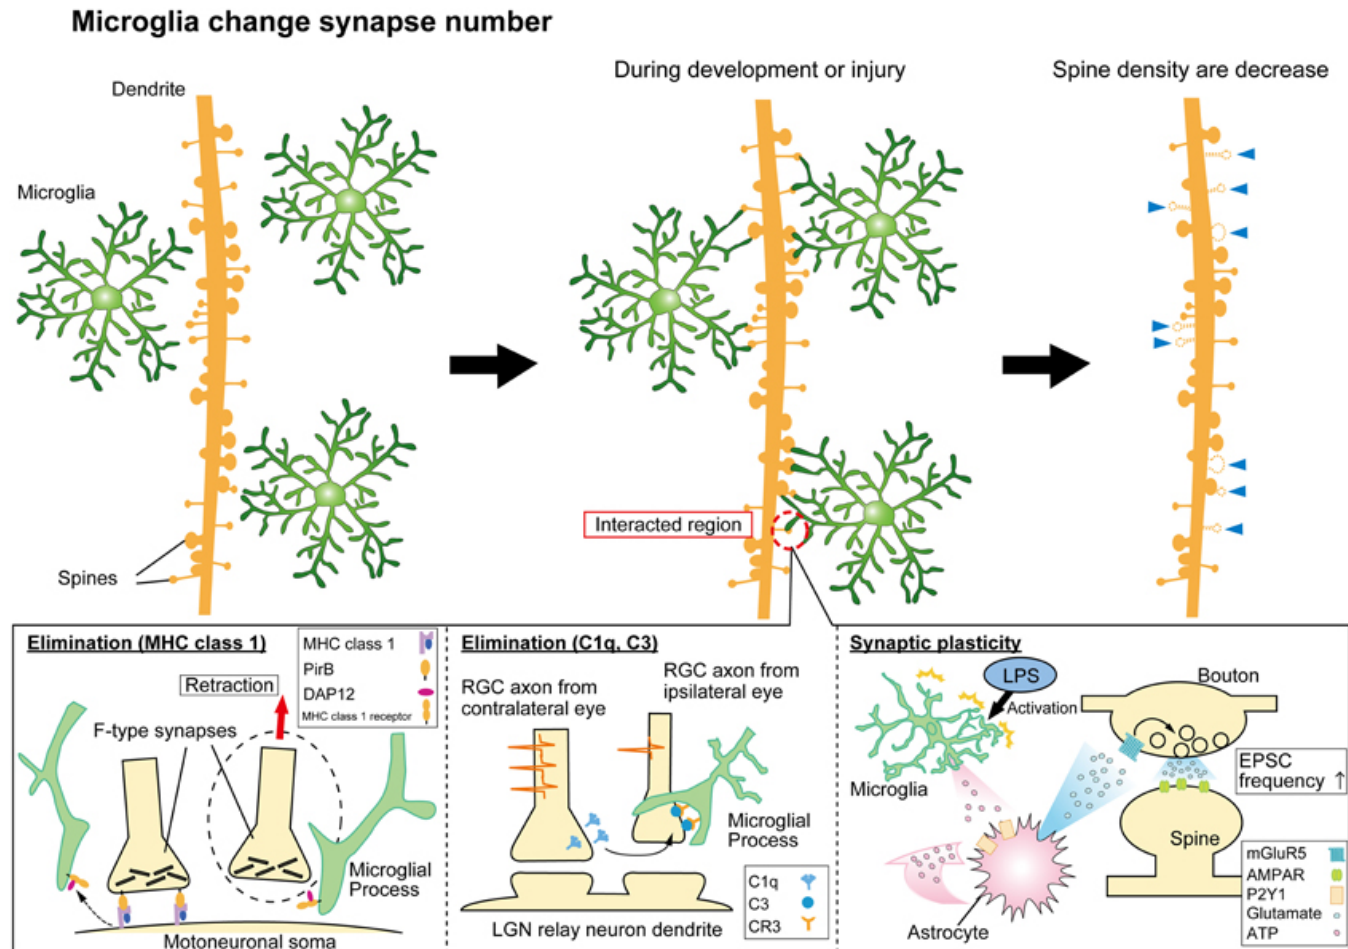 Microglia change synapse number
During development or injury
Spine density are decrease
Dendrite
Microglia
Interacted region
Spines
Elimination (MHC class 1)
MHC class 1
PirB
DAP12
MHC class 1 receptor
Retraction
F-type synapses
Microglial
Process
Motoneuronal soma
Elimination (C1q, C3)
RGC axon from
contralateral eye
RGC axon from
ipsilateral eye
Microglial
Process
C1q
C3
CR3
LGN relay neuron dendrite
Synaptic plasticity
LPS
Activation
Microglia
Bouton
EPSC
frequency ↑
Spine
Astrocyte
mGluR5
AMPAR
P2Y1
Glutamate
ATP